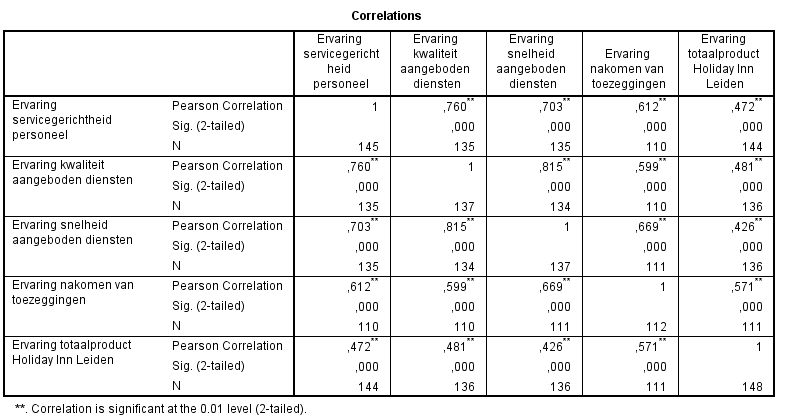 Correlations
Ervaring servicegericht heid personeel | Ervaring kwaliteit aangeboden diensten | Ervaring snelheid aangeboden diensten | Ervaring nakomen van toezeggingen | Ervaring totaalproduct Holiday Inn Leiden
Ervaring servicegerichtheid personeel
Pearson Correlation 1 ,760** ,703** ,612** ,472**
Sig. (2-tailed) ,000 ,000 ,000 ,000
N 145 135 135 110 144
Ervaring kwaliteit aangeboden diensten
Pearson Correlation ,760** 1 ,815** ,599** ,481**
Sig. (2-tailed) ,000 ,000 ,000 ,000
N 135 137 134 110 136
Ervaring snelheid aangeboden diensten
Pearson Correlation ,703** ,815** 1 ,669** ,426**
Sig. (2-tailed) ,000 ,000 ,000 ,000
N 135 134 137 111 136
Ervaring nakomen van toezeggingen
Pearson Correlation ,612** ,599** ,669** 1 ,571**
Sig. (2-tailed) ,000 ,000 ,000 ,000
N 110 110 111 112 111
Ervaring totaalproduct Holiday Inn Leiden
Pearson Correlation ,472** ,481** ,426** ,571** 1
Sig. (2-tailed) ,000 ,000 ,000 ,000
N 144 136 136 111 148
**. Correlation is significant at the 0.01 level (2-tailed).